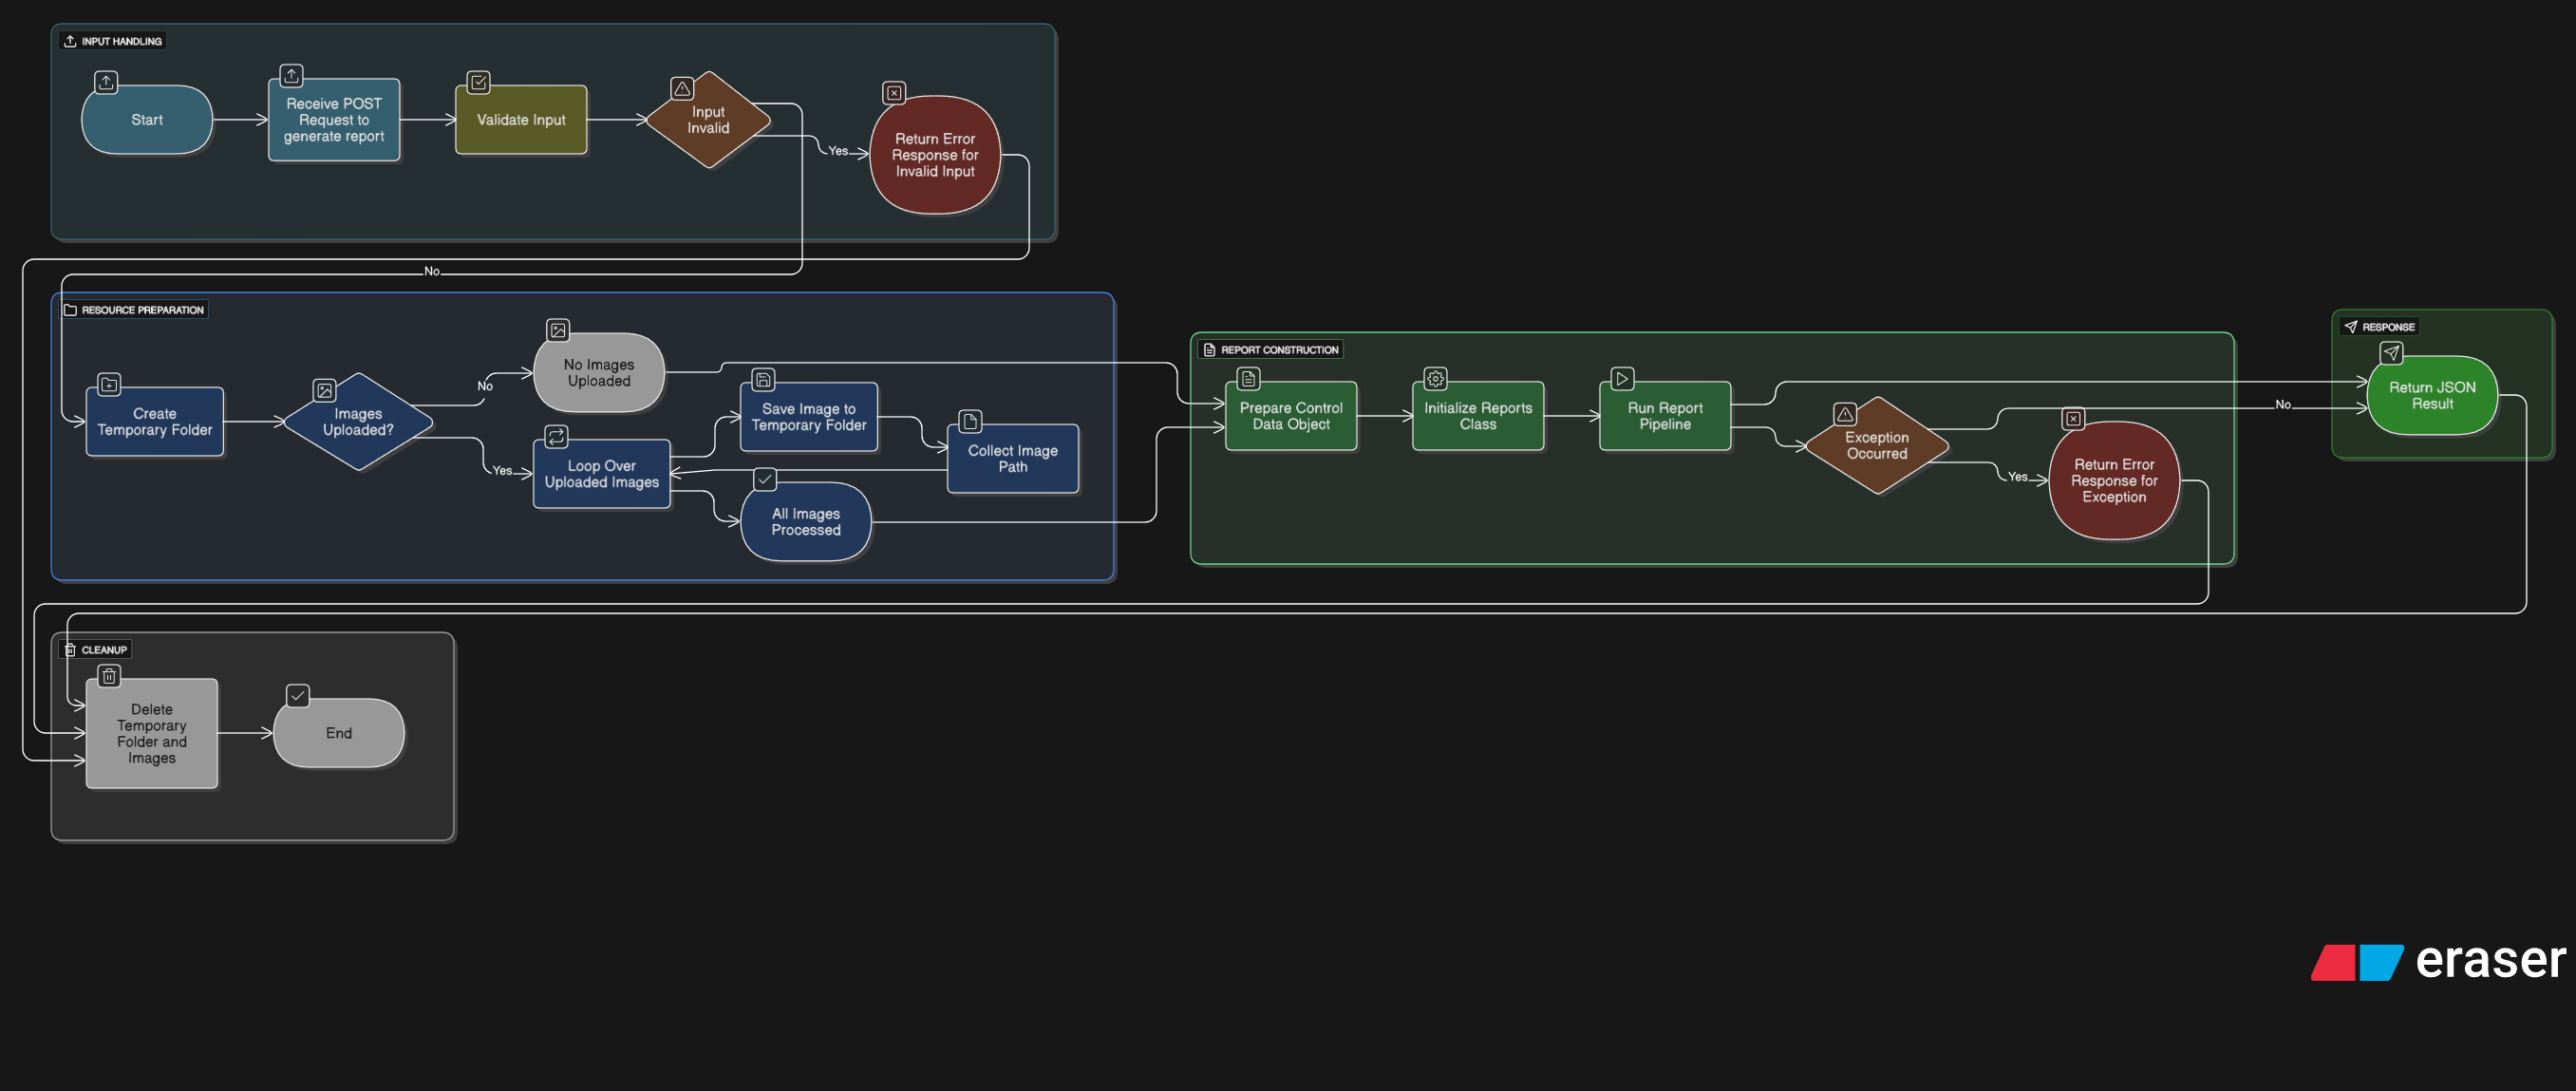 INPUT HANDLING
Start
Receive POST
Request to
generate report
Validate Input
Input
Invalid
Yes
Return Error
Response for
Invalid Input
No
RESOURCE PREPARATION
Create
Temporary Folder
Images
Uploaded?
No
Yes
No Images
Uploaded
Loop Over
Uploaded Images
Save Image to
Temporary Folder
Collect Image
Path
All Images
Processed
REPORT CONSTRUCTION
Prepare Control
Data Object
Initialize Reports
Class
Run Report
Pipeline
Exception
Occurred
No
Yes
Return Error
Response for
Exception
RESPONSE
Return JSON
Result
CLEANUP
Delete
Temporary
Folder and
Images
End
eraser